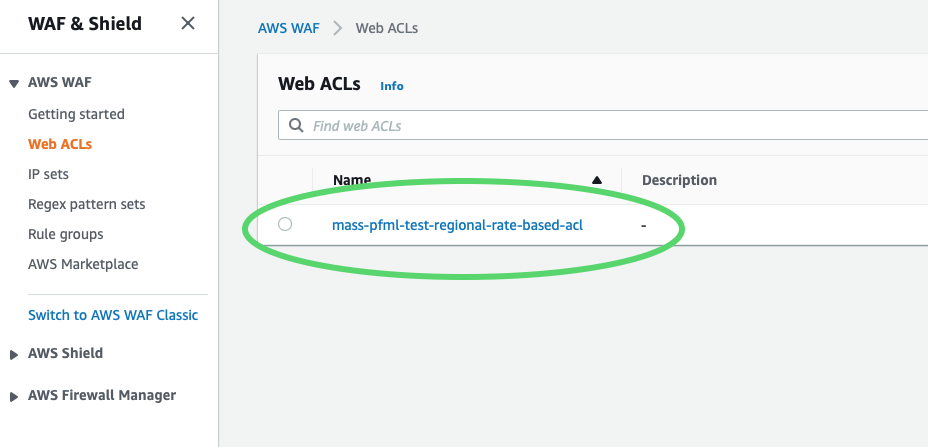 WAF & Shield
AWS WAF
Getting started
Web ACLs
IP sets
Regex pattern sets
Rule groups
AWS Marketplace
Switch to AWS WAF Classic
AWS Shield
AWS Firewall Manager
AWS WAF > Web ACLs
Web ACLs Info
Find web ACLs
Name Description
mass-pfml-test-regional-rate-based-acl -